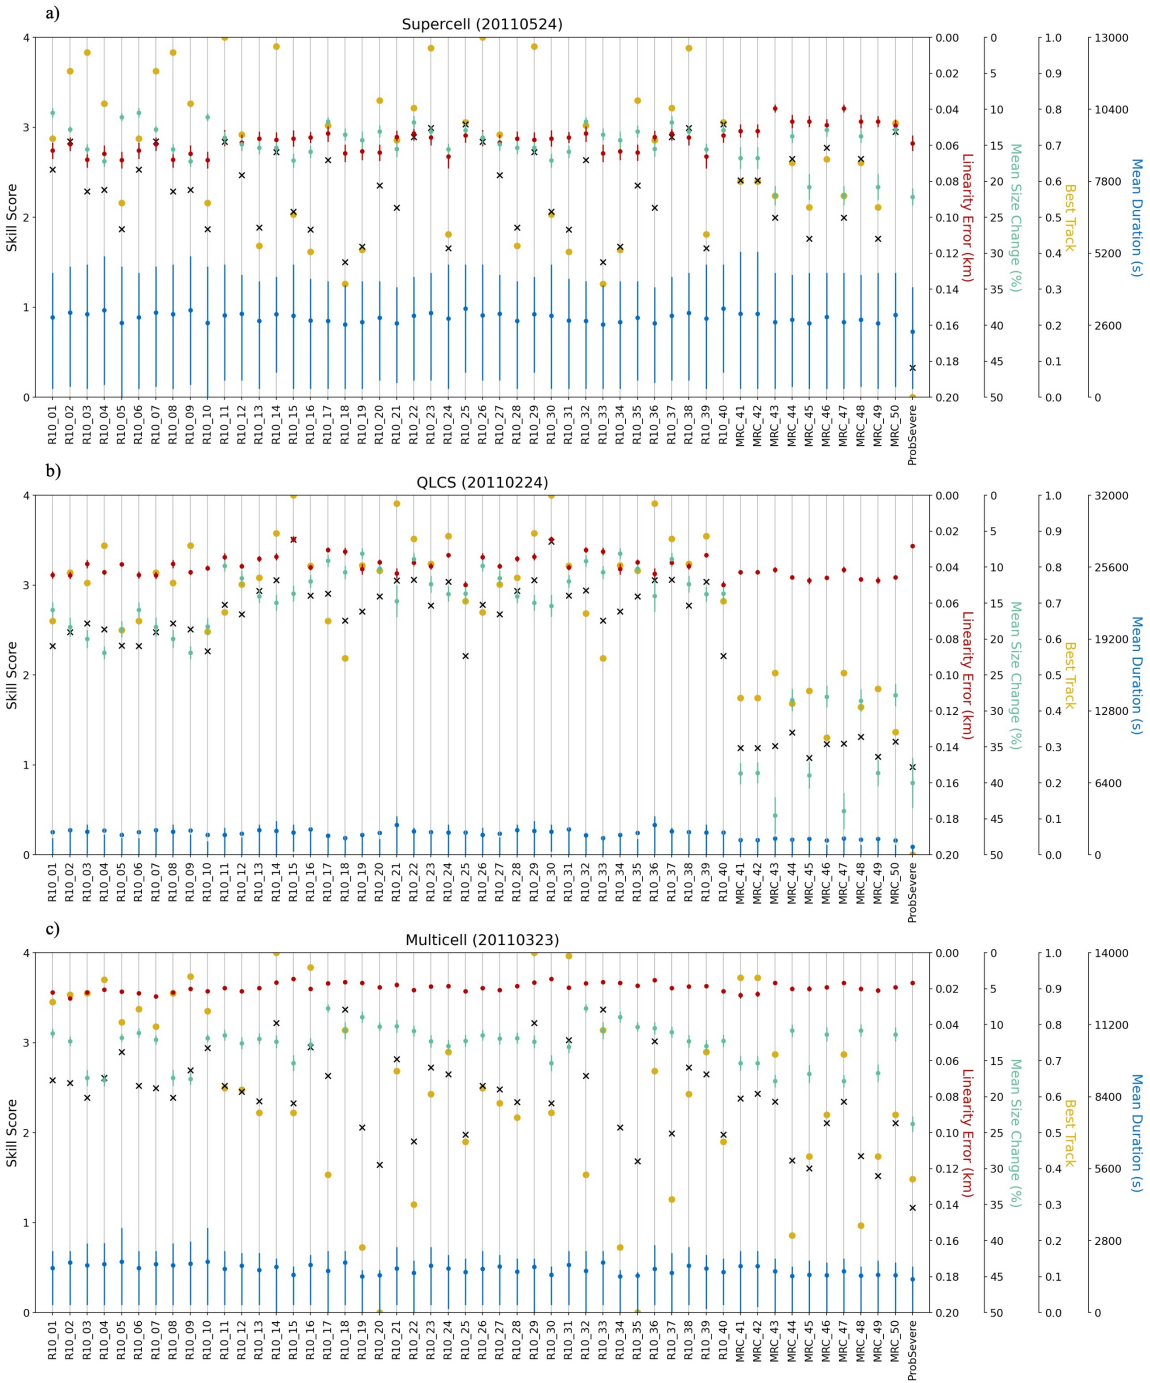 a)
Supercell (20110524)
4 0.00 0 1.0 13000
0.02 5 0.9
0.04 10 0.8 10400
3
0.06 15 0.7
0.08 20 0.6 7800
2 0.10 25 0.5
0.12 30 0.4 5200
0.14 35 0.3
1
0.16 40 0.2 2600
0.18 45 0.1
0 0.20 50 0.0 0
Skill Score
Linearity Error (km)
Mean Size Change (%)
Best Track
Mean Duration (s)
R10_01 R10_02 R10_03 R10_04 R10_05 R10_06 R10_07 R10_08 R10_09 R10_10 R10_11 R10_12 R10_13 R10_14 R10_15 R10_16 R10_17 R10_18 R10_19 R10_20 R10_21 R10_22 R10_23 R10_24 R10_25 R10_26 R10_27 R10_28 R10_29 R10_30 R10_31 R10_32 R10_33 R10_34 R10_35 R10_36 R10_37 R10_38 R10_39 R10_40 MRC_41 MRC_42 MRC_43 MRC_44 MRC_45 MRC_46 MRC_47 MRC_48 MRC_49 MRC_50 ProbSevere
b)
QLCS (20110224)
4 0.00 0 1.0 32000
0.02 5 0.9
0.04 10 0.8 25600
3
0.06 15 0.7
0.08 20 0.6 19200
2 0.10 25 0.5
0.12 30 0.4 12800
0.14 35 0.3
1
0.16 40 0.2 6400
0.18 45 0.1
0 0.20 50 0.0 0
Skill Score
Linearity Error (km)
Mean Size Change (%)
Best Track
Mean Duration (s)
R10_01 R10_02 R10_03 R10_04 R10_05 R10_06 R10_07 R10_08 R10_09 R10_10 R10_11 R10_12 R10_13 R10_14 R10_15 R10_16 R10_17 R10_18 R10_19 R10_20 R10_21 R10_22 R10_23 R10_24 R10_25 R10_26 R10_27 R10_28 R10_29 R10_30 R10_31 R10_32 R10_33 R10_34 R10_35 R10_36 R10_37 R10_38 R10_39 R10_40 MRC_41 MRC_42 MRC_43 MRC_44 MRC_45 MRC_46 MRC_47 MRC_48 MRC_49 MRC_50 ProbSevere
c)
Multicell (20110323)
4 0.00 0 1.0 14000
0.02 5 0.9
0.04 10 0.8 11200
3
0.06 15 0.7
0.08 20 0.6 8400
2 0.10 25 0.5
0.12 30 0.4 5600
0.14 35 0.3
1
0.16 40 0.2 2800
0.18 45 0.1
0 0.20 50 0.0 0
Skill Score
Linearity Error (km)
Mean Size Change (%)
Best Track
Mean Duration (s)
R10_01 R10_02 R10_03 R10_04 R10_05 R10_06 R10_07 R10_08 R10_09 R10_10 R10_11 R10_12 R10_13 R10_14 R10_15 R10_16 R10_17 R10_18 R10_19 R10_20 R10_21 R10_22 R10_23 R10_24 R10_25 R10_26 R10_27 R10_28 R10_29 R10_30 R10_31 R10_32 R10_33 R10_34 R10_35 R10_36 R10_37 R10_38 R10_39 R10_40 MRC_41 MRC_42 MRC_43 MRC_44 MRC_45 MRC_46 MRC_47 MRC_48 MRC_49 MRC_50 ProbSevere